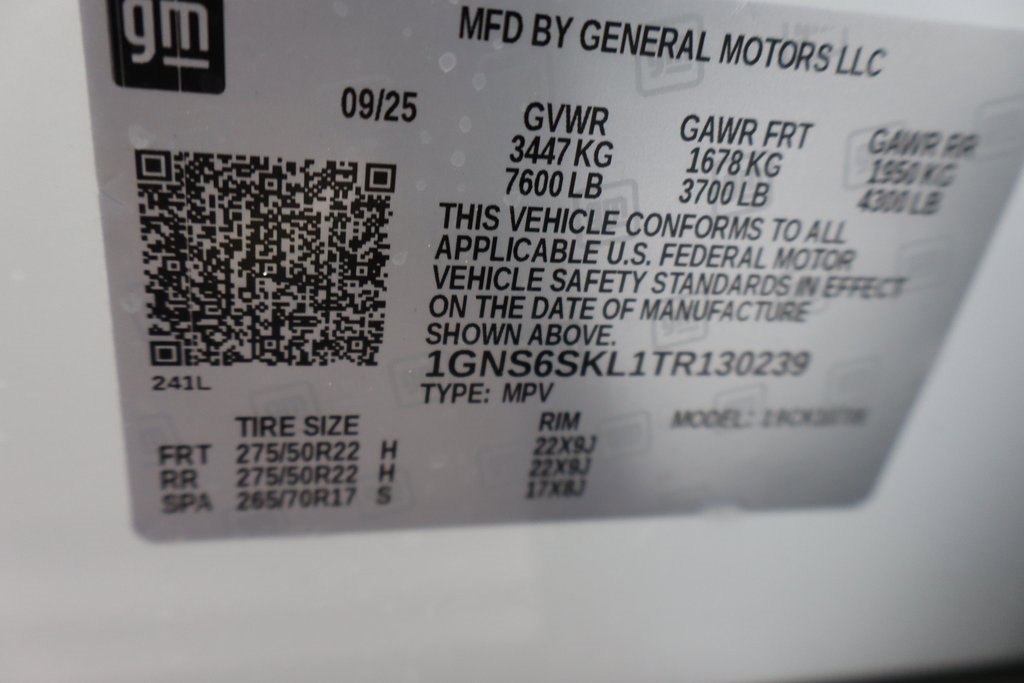 gm
MFD BY GENERAL MOTORS LLC
09/25
GVWR GAWR FRT GAWR RR
3447 KG 1678 KG 1950 KG
7600 LB 3700 LB 4300 LB
THIS VEHICLE CONFORMS TO ALL
APPLICABLE U.S. FEDERAL MOTOR
VEHICLE SAFETY STANDARDS IN EFFECT
ON THE DATE OF MANUFACTURE
SHOWN ABOVE.
1GNS6SKL1TR130239
241L
TYPE: MPV MODEL:
TIRE SIZE RIM
FRT 275/50R22 H 22X9J
RR 275/50R22 H 22X9J
SPA 265/70R17 S 17X8J